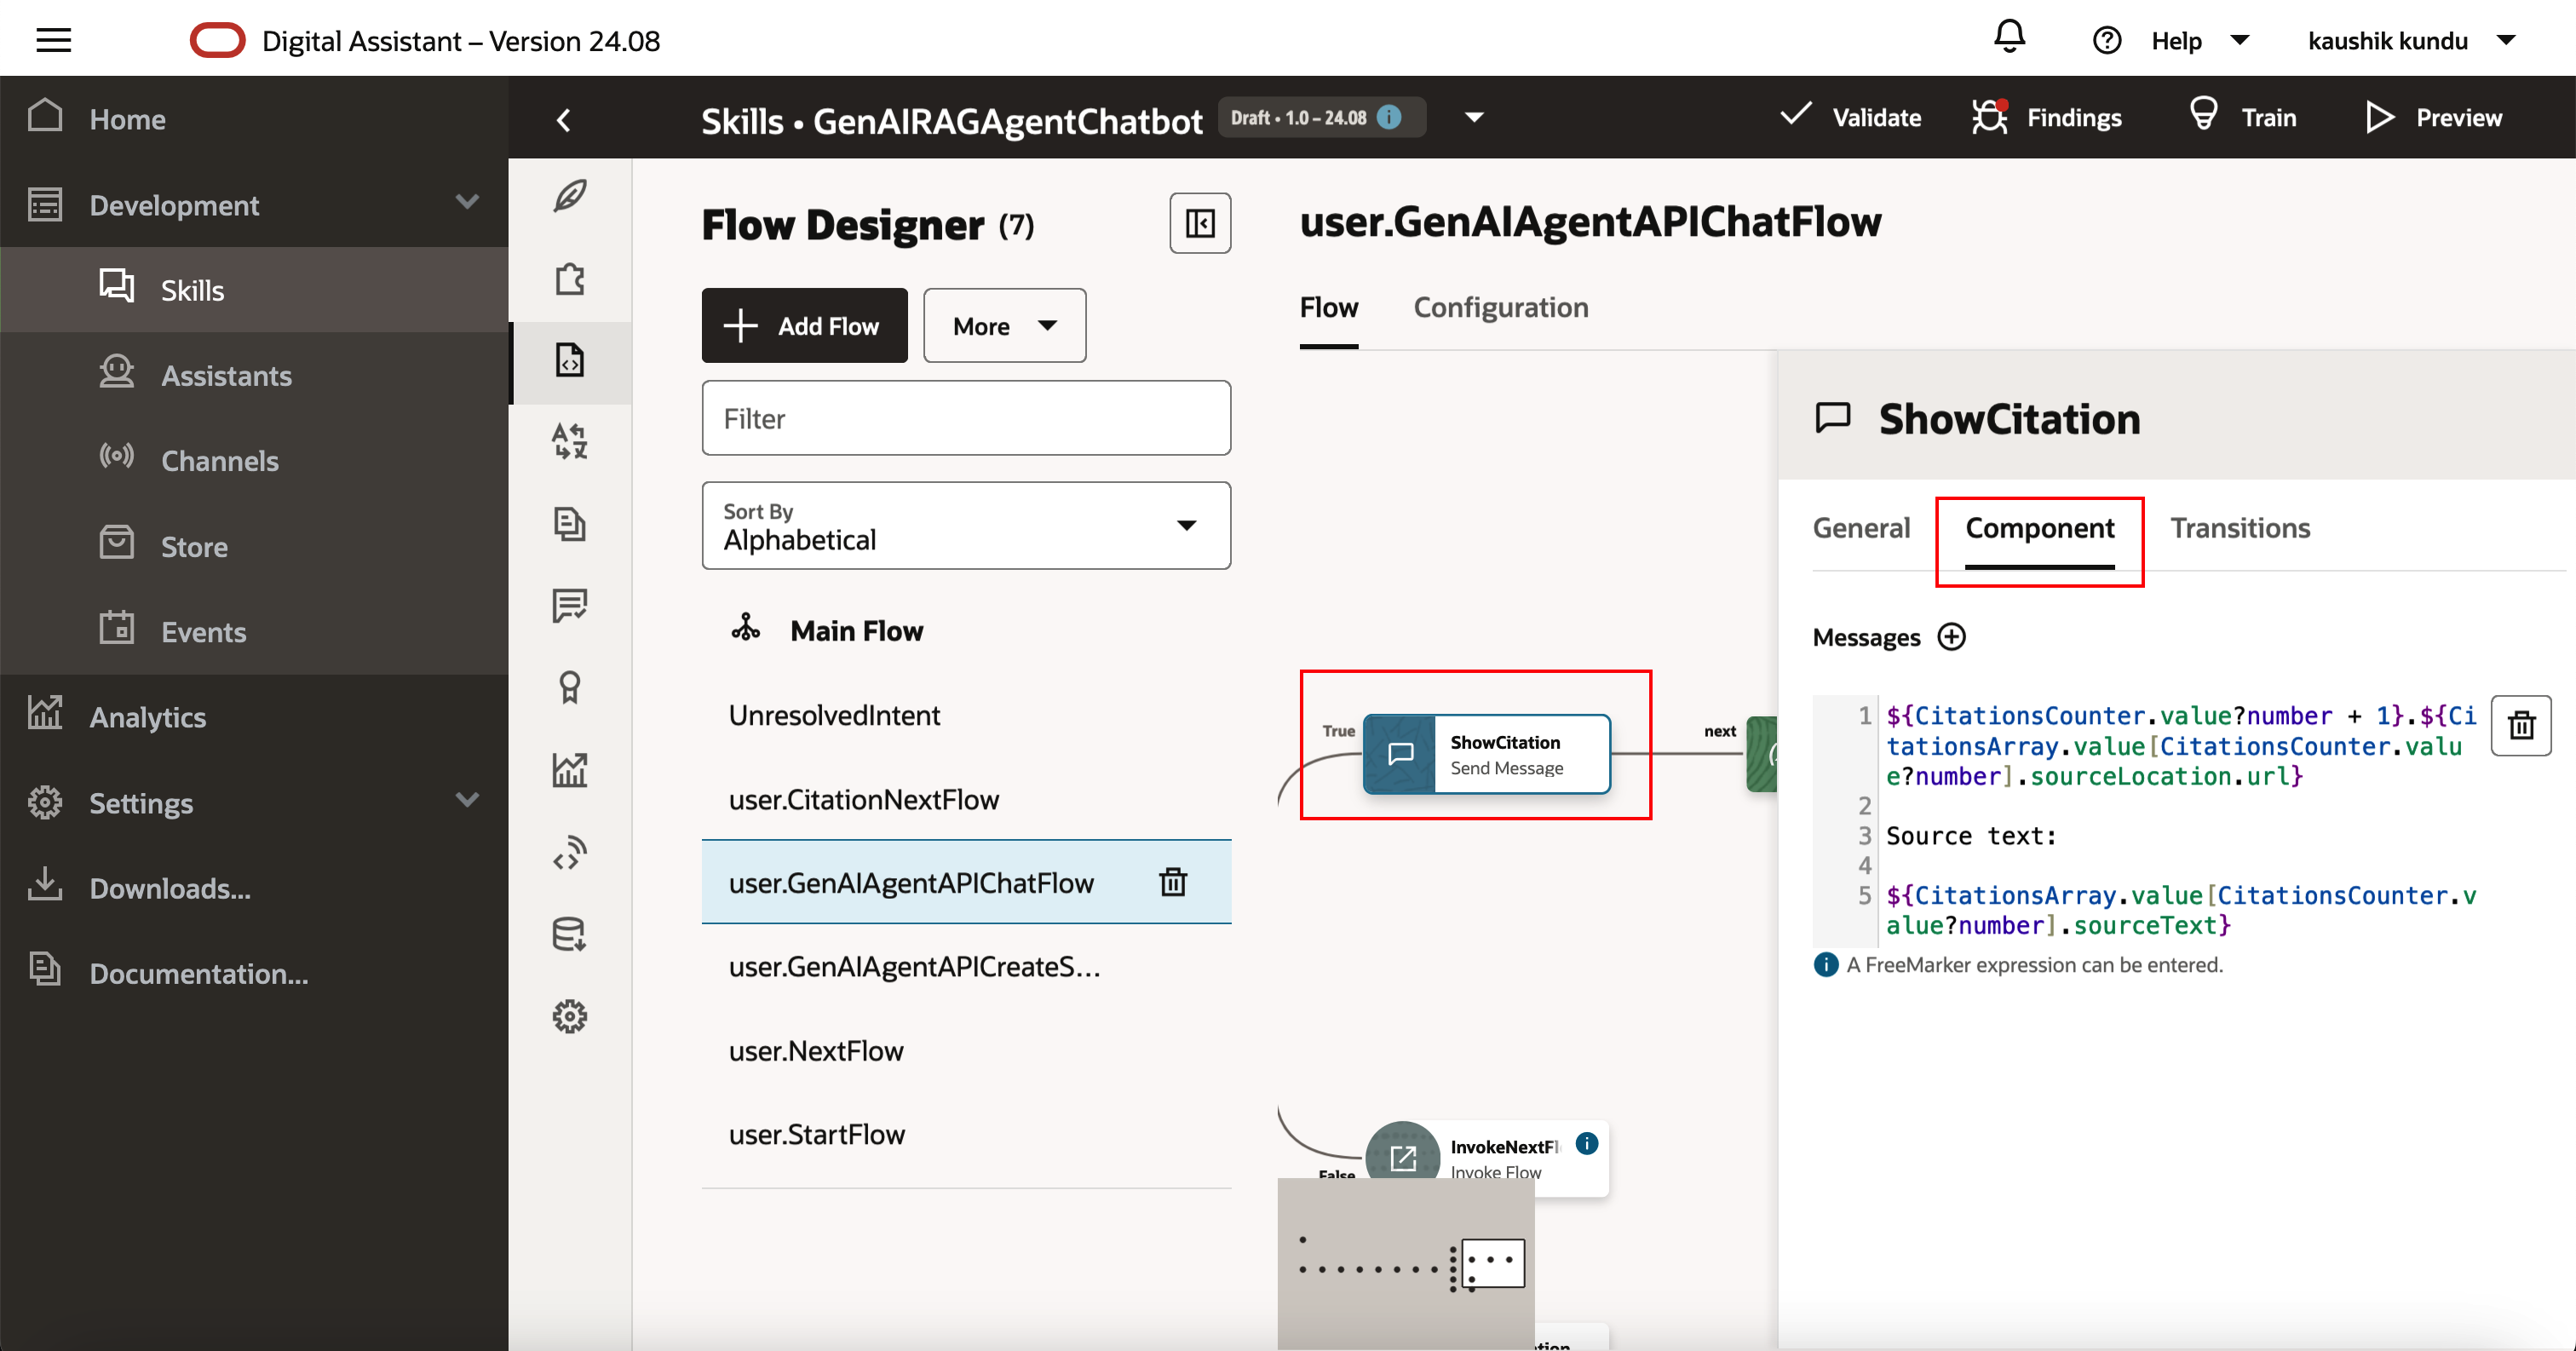 Digital Assistant – Version 24.08
Help
kaushik kundu
Home
Development
Skills
Assistants
Channels
Store
Events
Analytics
Settings
Downloads...
Documentation...
Skills • GenAIRAGAgentChatbot
Draft • 1.0 – 24.08
Validate
Findings
Train
Preview
Flow Designer (7)
Add Flow
More
Filter
Sort By
Alphabetical
Main Flow
UnresolvedIntent
user.CitationNextFlow
user.GenAIAgentAPIChatFlow
user.GenAIAgentAPICreateS...
user.NextFlow
user.StartFlow
user.GenAIAgentAPIChatFlow
Flow
Configuration
True
ShowCitation
Send Message
next
False
InvokeNextFl
Invoke Flow
ShowCitation
General
Component
Transitions
Messages
1 ${CitationsCounter.value?number + 1}.${Ci
tationsArray.value[CitationsCounter.valu
e?number].sourceLocation.url}
2
3 Source text:
4
5 ${CitationsArray.value[CitationsCounter.v
alue?number].sourceText}
A FreeMarker expression can be entered.